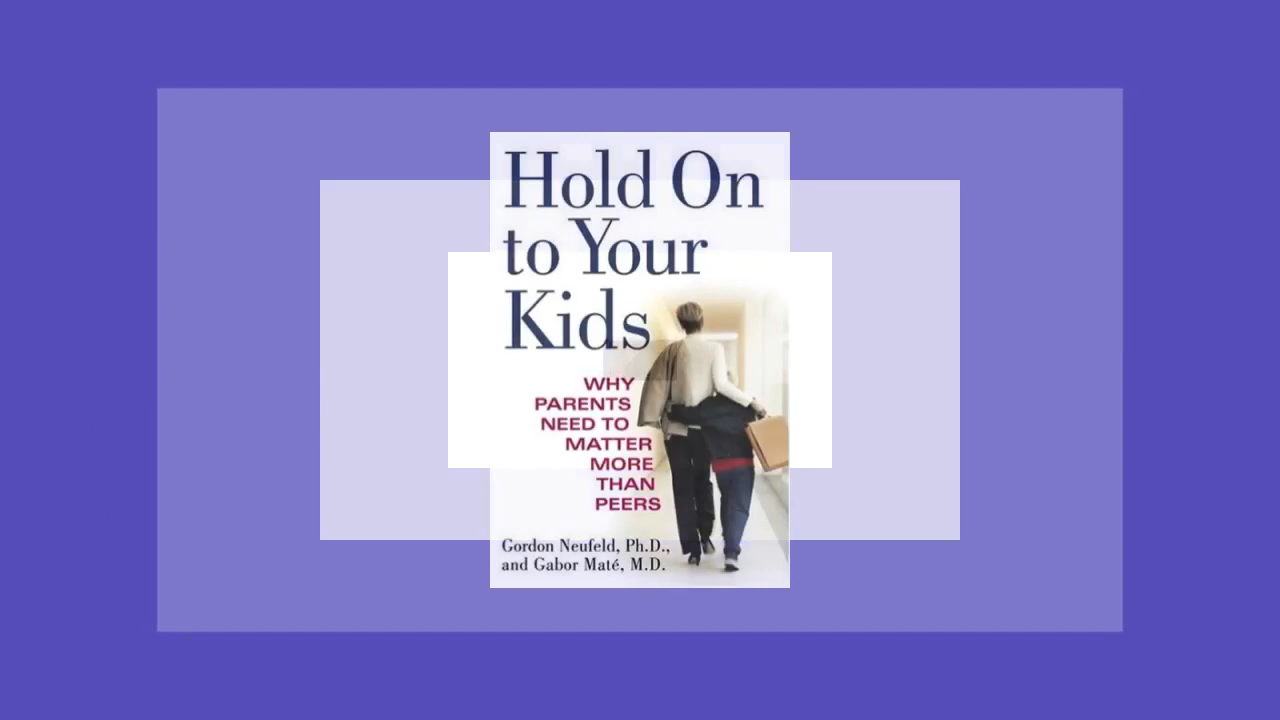 Hold On
to Your
Kids
WHY
PARENTS
NEED TO
MATTER
MORE
THAN
PEERS
Gordon Neufeld, Ph.D.,
and Gabor Maté, M.D.